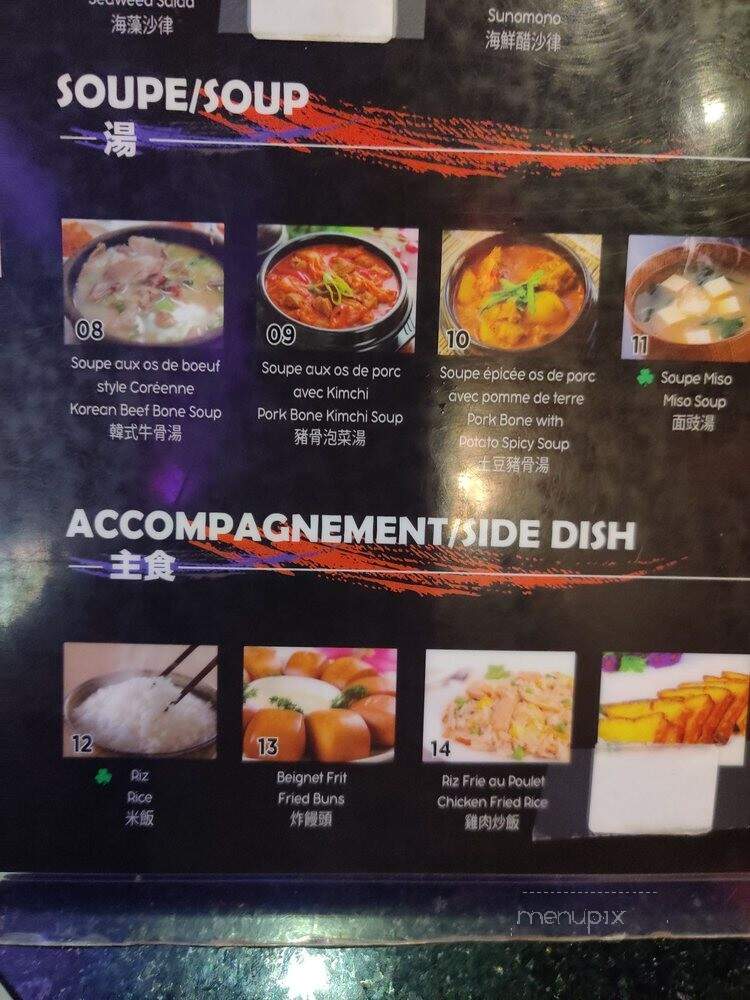 Seaweed Salad
海藻沙律
Sunomono
海鮮醋沙律
SOUPE/SOUP
湯
08
Soupe aux os de boeuf
style Coréenne
Korean Beef Bone Soup
韓式牛骨湯
09
Soupe aux os de porc
avec Kimchi
Pork Bone Kimchi Soup
豬骨泡菜湯
10
Soupe épicée os de porc
avec pomme de terre
Pork Bone with
Potato Spicy Soup
土豆豬骨湯
11
Soupe Miso
Miso Soup
面豉湯
ACCOMPAGNEMENT/SIDE DISH
主食
12
Riz
Rice
米飯
13
Beignet Frit
Fried Buns
炸饅頭
14
Riz Frie au Poulet
Chicken Fried Rice
雞肉炒飯
menupix